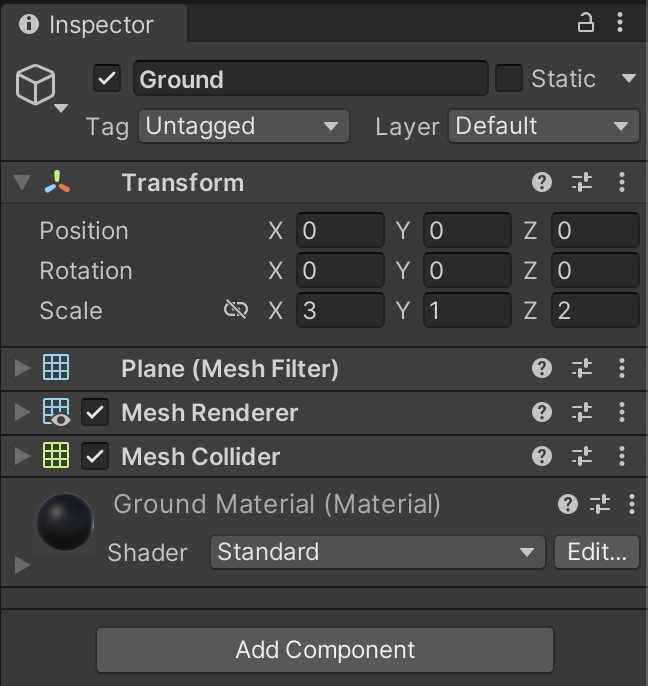 Inspector
Ground Static
Tag Untagged Layer Default
Transform
Position X 0 Y 0 Z 0
Rotation X 0 Y 0 Z 0
Scale X 3 Y 1 Z 2
Plane (Mesh Filter)
Mesh Renderer
Mesh Collider
Ground Material (Material)
Shader Standard Edit...
Add Component